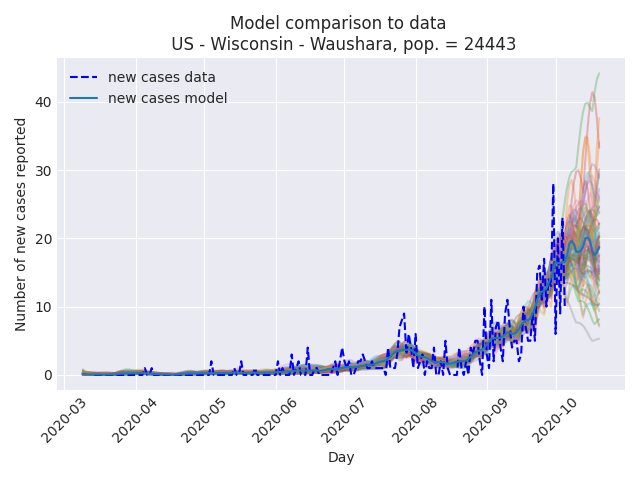 Model comparison to data
US - Wisconsin - Waushara, pop. = 24443
new cases data
new cases model
Number of new cases reported
40
30
20
10
0
2020-03
2020-04
2020-05
2020-06
2020-07
2020-08
2020-09
2020-10
Day